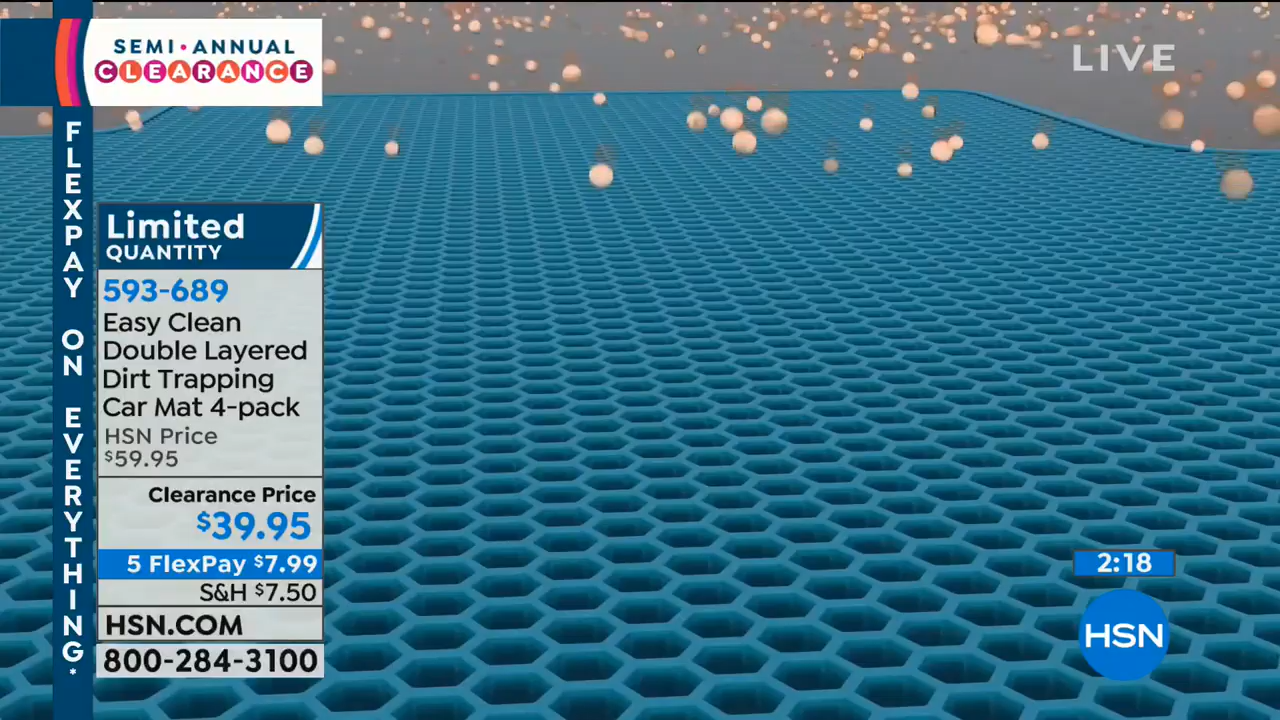 SEMI•ANNUAL
CLEARANCE
LIVE
FLEXPAY ON EVERYTHING*
Limited
QUANTITY
593-689
Easy Clean
Double Layered
Dirt Trapping
Car Mat 4-pack
HSN Price
$59.95
Clearance Price
$39.95
5 FlexPay $7.99
S&H $7.50
HSN.COM
800-284-3100
2:18
HSN